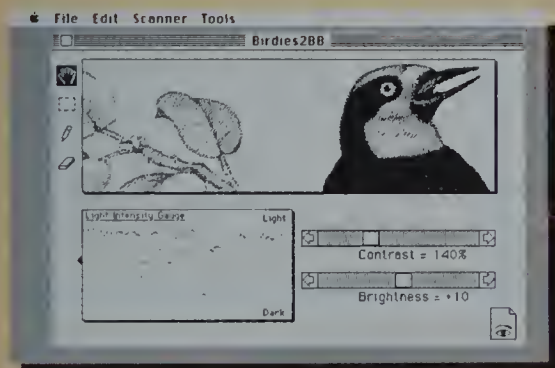 File Edit Scanner Tools
Birdies2BB
Light Intensity Gauge
Light
Contrast = 140%
Brightness = +10
Dark